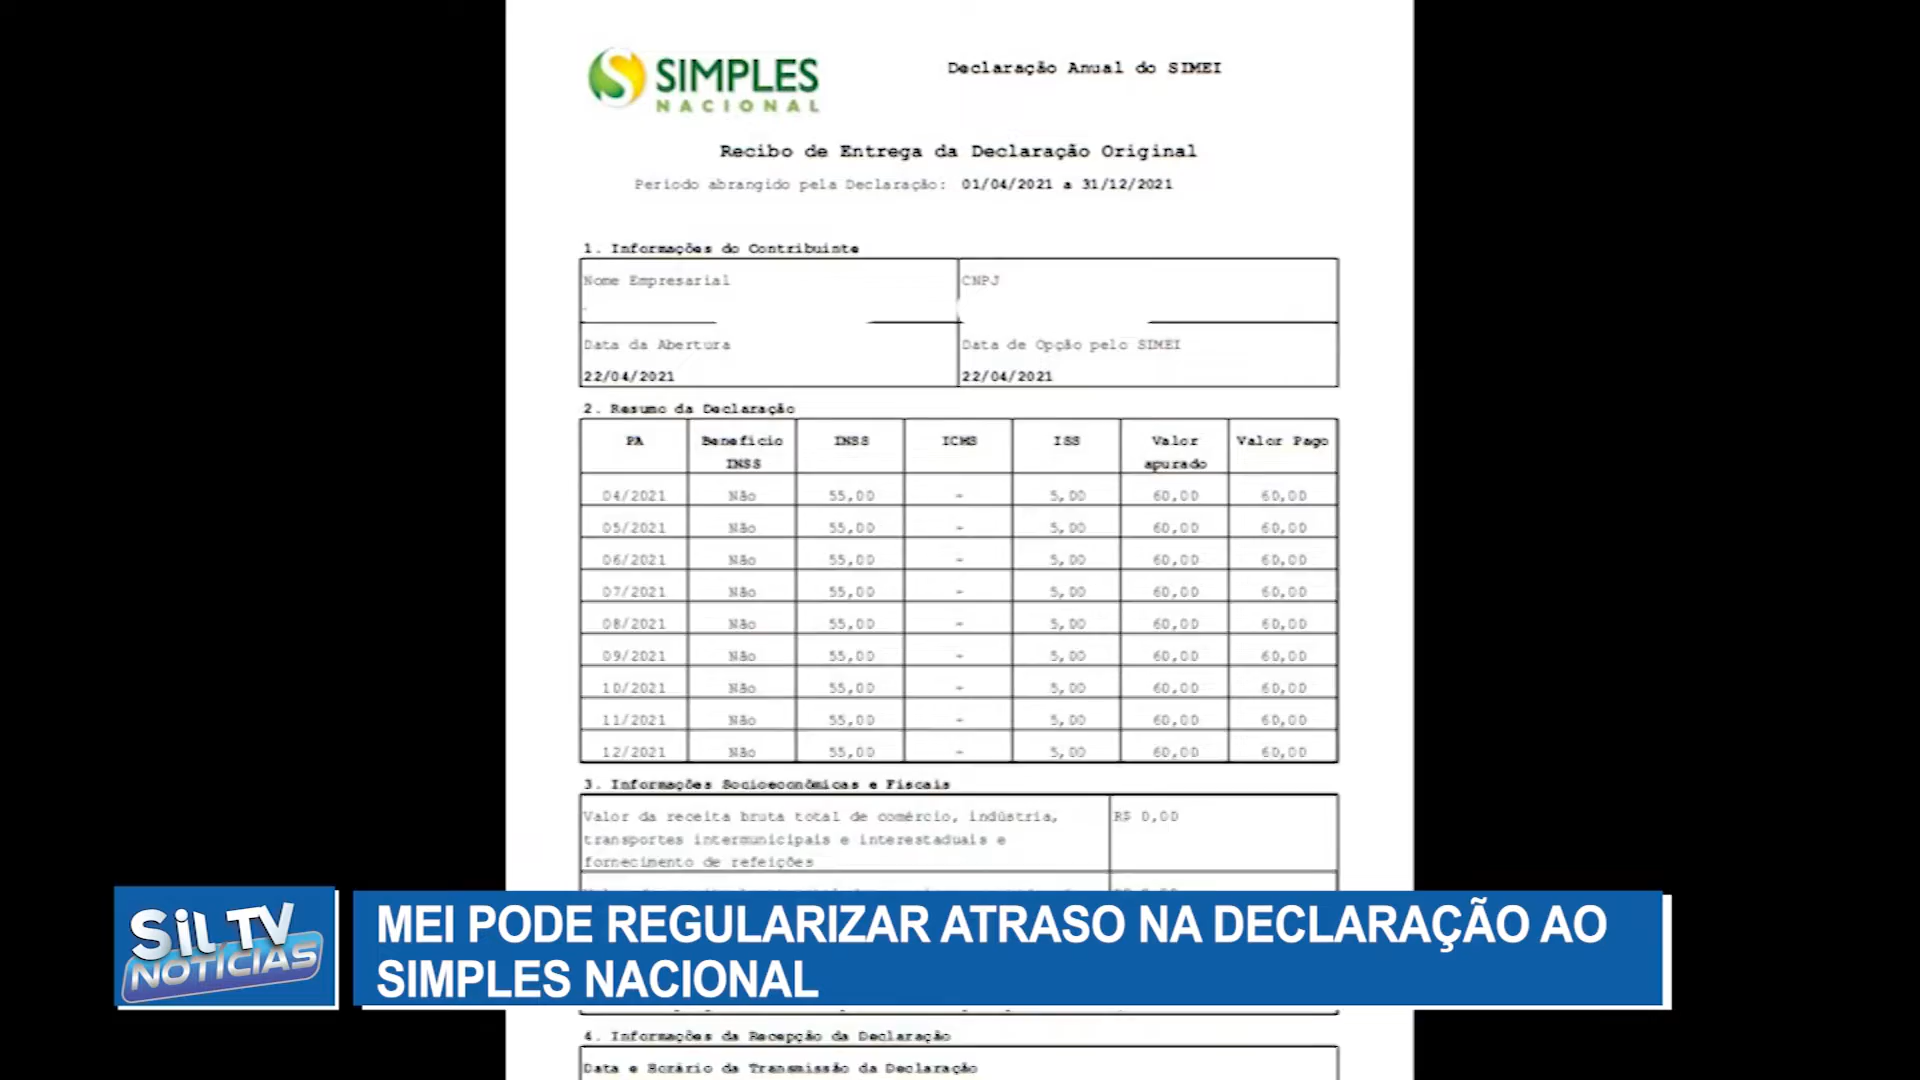 SIMPLES
NACIONAL
Declaração Anual do SIMEI
Recibo de Entrega da Declaração Original
Período abrangido pela Declaração: 01/04/2021 a 31/12/2021
1. Informações do Contribuinte
Nome Empresarial CNPJ
Data da Abertura Data de Opção pelo SIMEI
22/04/2021 22/04/2021
2. Resumo da Declaração
PA Benefício INSS ICMS ISS Valor Valor Pago
INSS apurado
04/2021 Não 55,00 - 5,00 60,00 60,00
05/2021 Não 55,00 - 5,00 60,00 60,00
06/2021 Não 55,00 - 5,00 60,00 60,00
07/2021 Não 55,00 - 5,00 60,00 60,00
08/2021 Não 55,00 - 5,00 60,00 60,00
09/2021 Não 55,00 - 5,00 60,00 60,00
10/2021 Não 55,00 - 5,00 60,00 60,00
11/2021 Não 55,00 - 5,00 60,00 60,00
12/2021 Não 55,00 - 5,00 60,00 60,00
3. Informações Socioeconômicas e Fiscais
Valor da receita bruta total de comércio, indústria, R$ 0,00
transportes intermunicipais e interestaduais e
fornecimento de refeições
SiL TV
NOTÍCIAS
MEI PODE REGULARIZAR ATRASO NA DECLARAÇÃO AO
SIMPLES NACIONAL
4. Informações da Recepção da Declaração
Data e Horário da Transmissão da Declaração